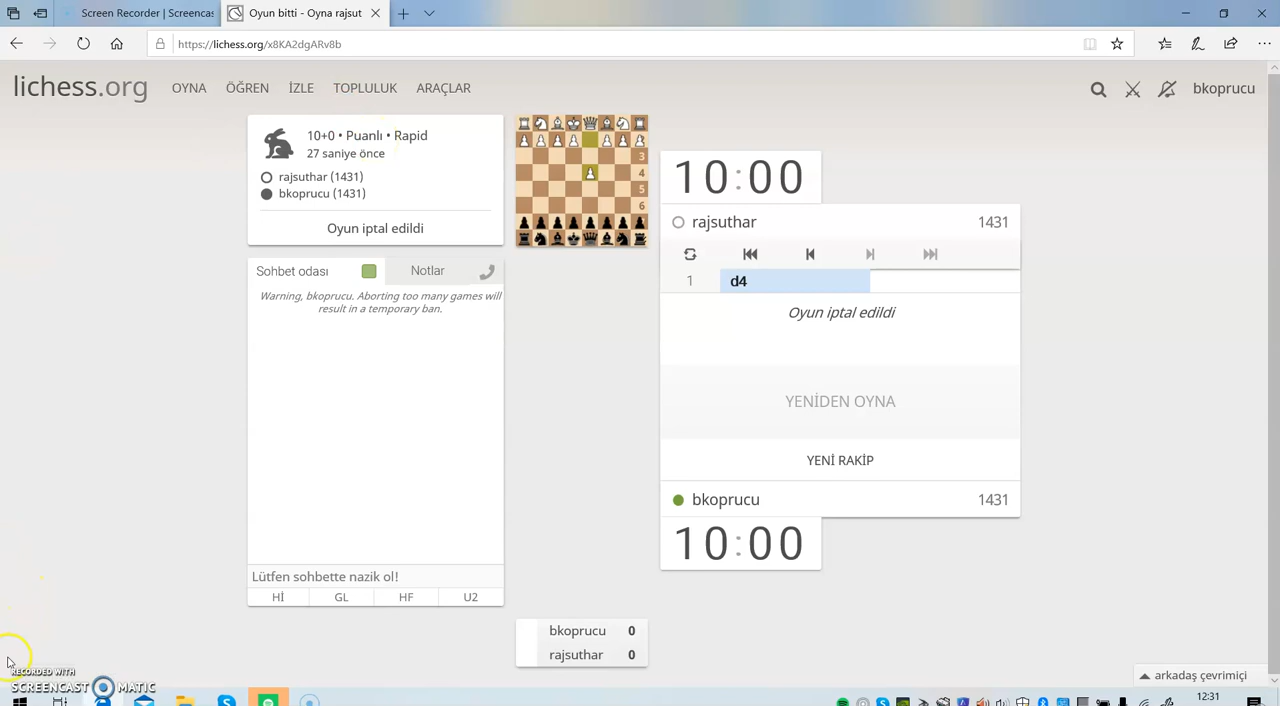 Screen Recorder | Screencas
Oyun bitti - Oyna rajsut
https://lichess.org/x8KA2dgARv8b
lichess.org
OYNA
ÖĞREN
İZLE
TOPLULUK
ARAÇLAR
bkoprucu
10+0 • Puanlı • Rapid
27 saniye önce
rajsuthar (1431)
bkoprucu (1431)
Oyun iptal edildi
Sohbet odası
Notlar
Warning, bkoprucu. Aborting too many games will
result in a temporary ban.
Lütfen sohbette nazik ol!
Hİ
GL
HF
U2
3
4
5
6
bkoprucu 0
rajsuthar 0
10:00
rajsuthar 1431
1 d4
Oyun iptal edildi
YENİDEN OYNA
YENİ RAKİP
bkoprucu 1431
10:00
arkadaş çevrimiçi
RECORDED WITH
SCREENCAST MATIC
12:31